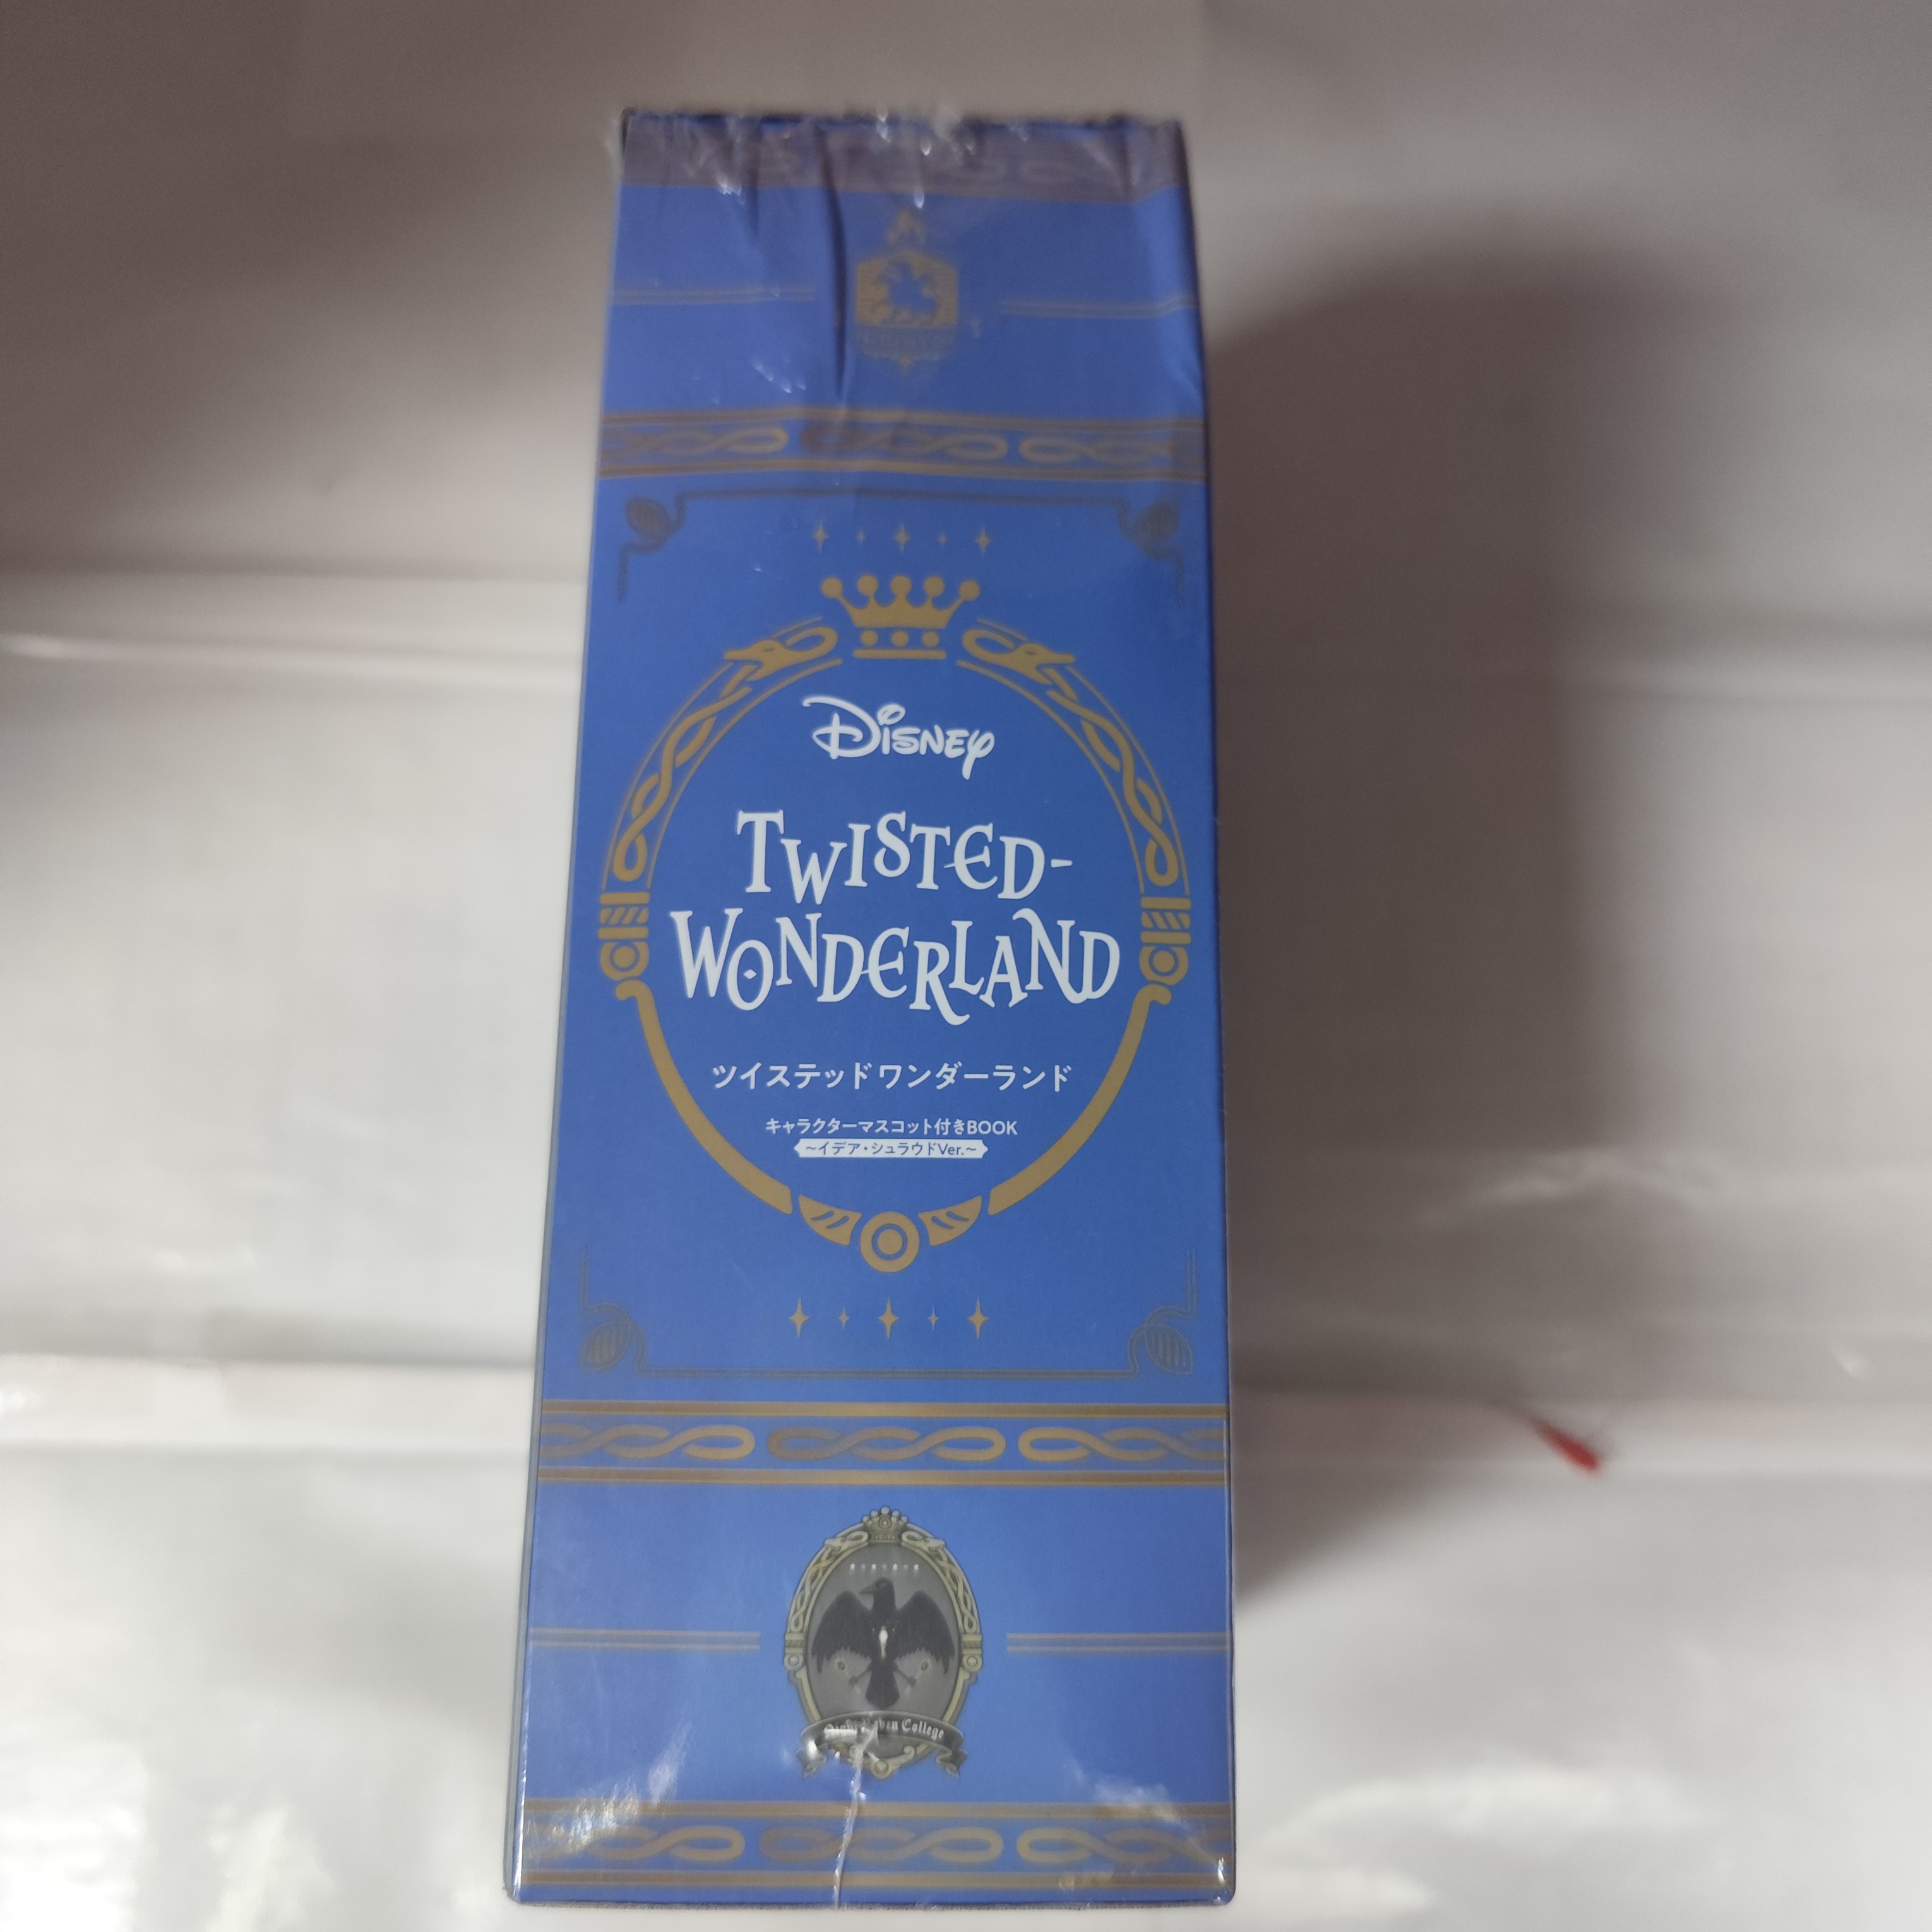 Disney
TWISTED-
WONDERLAND
ツイステッドワンダーランド
キャラクターマスコット付きBOOK
～イデア・シュラウドVer.～
College